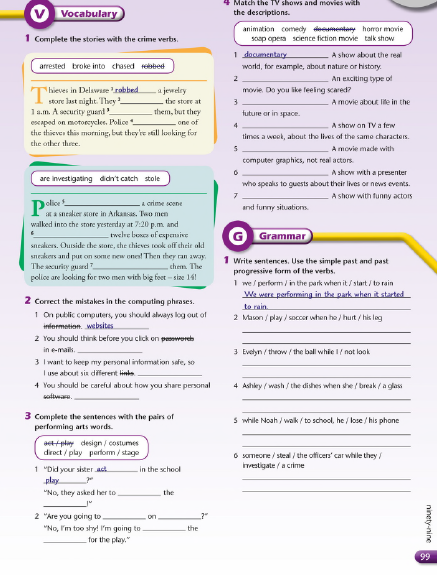 V Vocabulary
1 Complete the stories with the crime verbs.
arrested broke into chased robbed
Thieves in Delaware ¹ robbed a jewelry
store last night. They ² the store at
1 a.m. A security guard ³ them, but they
escaped on motorcycles. Police ⁴ one of
the thieves this morning, but they're still looking for
the other three.
are investigating didn't catch stole
Police ⁵ a crime scene
at a sneaker store in Arkansas. Two men
walked into the store yesterday at 7:20 p.m. and
⁶ twelve boxes of expensive
sneakers. Outside the store, the thieves took off their old
sneakers and put on some new ones! Then they ran away.
The security guard ⁷ them. The
police are looking for two men with big feet – size 14!
2 Correct the mistakes in the computing phrases.
1 On public computers, you should always log out of
information. websites
2 You should think before you click on passwords
in e-mails.
3 I want to keep my personal information safe, so
I use about six different links.
4 You should be careful about how you share personal
software.
3 Complete the sentences with the pairs of
performing arts words.
act / play design / costumes
direct / play perform / stage
1 "Did your sister act in the school
play ?"
"No, they asked her to the
!"
2 "Are you going to on ?"
"No, I'm too shy! I'm going to the
for the play."
4 Match the TV shows and movies with
the descriptions.
animation comedy documentary horror movie
soap opera science fiction movie talk show
1 documentary A show about the real
world, for example, about nature or history.
2 An exciting type of
movie. Do you like feeling scared?
3 A movie about life in the
future or in space.
4 A show on TV a few
times a week, about the lives of the same characters.
5 A movie made with
computer graphics, not real actors.
6 A show with a presenter
who speaks to guests about their lives or news events.
7 A show with funny actors
and funny situations.
G Grammar
1 Write sentences. Use the simple past and past
progressive form of the verbs.
1 we / perform / in the park when it / start / to rain
We were performing in the park when it started
to rain.
2 Mason / play / soccer when he / hurt / his leg
3 Evelyn / throw / the ball while I / not look
4 Ashley / wash / the dishes when she / break / a glass
5 while Noah / walk / to school, he / lose / his phone
6 someone / steal / the officers' car while they /
investigate / a crime
ninety-nine
99